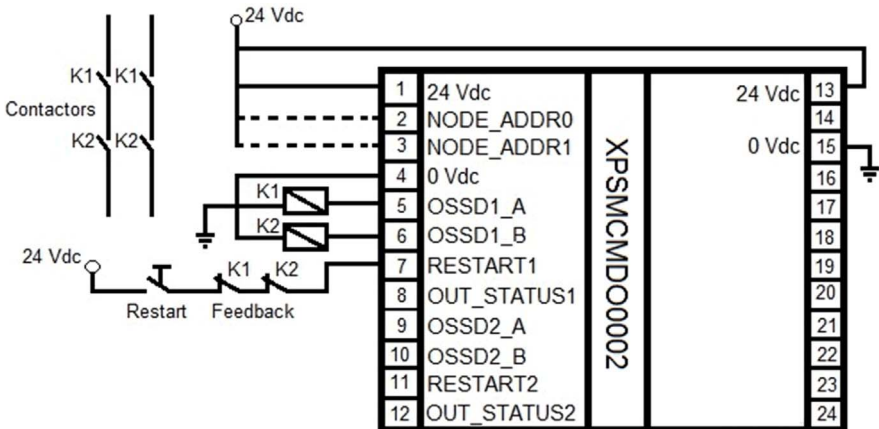 24 Vdc
K1 K1
Contactors
K2 K2
24 Vdc
Restart
K1 K2
Feedback
K1
K2
1 24 Vdc
2 NODE_ADDR0
3 NODE_ADDR1
4 0 Vdc
5 OSSD1_A
6 OSSD1_B
7 RESTART1
8 OUT_STATUS1
9 OSSD2_A
10 OSSD2_B
11 RESTART2
12 OUT_STATUS2
XPSMCMDO0002
24 Vdc 13
14
0 Vdc 15
16
17
18
19
20
21
22
23
24